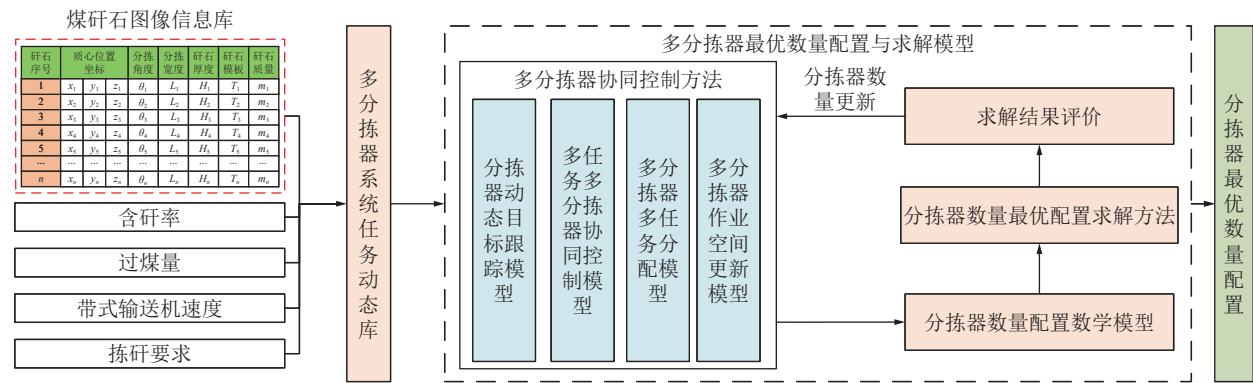 煤矸石图像信息库
矸石序号 质心位置坐标 分拣角度 分拣宽度 矸石厚度 矸石模板 矸石质量
1 x₁ y₁ z₁ θ₁ L₁ H₁ T₁ m₁
2 x₂ y₂ z₂ θ₂ L₂ H₂ T₂ m₂
3 x₃ y₃ z₃ θ₃ L₃ H₃ T₃ m₃
4 x₄ y₄ z₄ θ₄ L₄ H₄ T₄ m₄
5 x₅ y₅ z₅ θ₅ L₅ H₅ T₅ m₅
... ... ... ... ... ... ... ... ...
n xₙ yₙ zₙ θₙ Lₙ Hₙ Tₙ mₙ
含矸率
过煤量
带式输送机速度
拣矸要求
多分拣器系统任务动态库
多分拣器最优数量配置与求解模型
多分拣器协同控制方法
分拣器动态目标跟踪模型
多任务多分拣器协同控制模型
多分拣器多任务分配模型
多分拣器作业空间更新模型
分拣器数
量更新
求解结果评价
分拣器数量最优配置求解方法
分拣器数量配置数学模型
分拣器最优数量配置